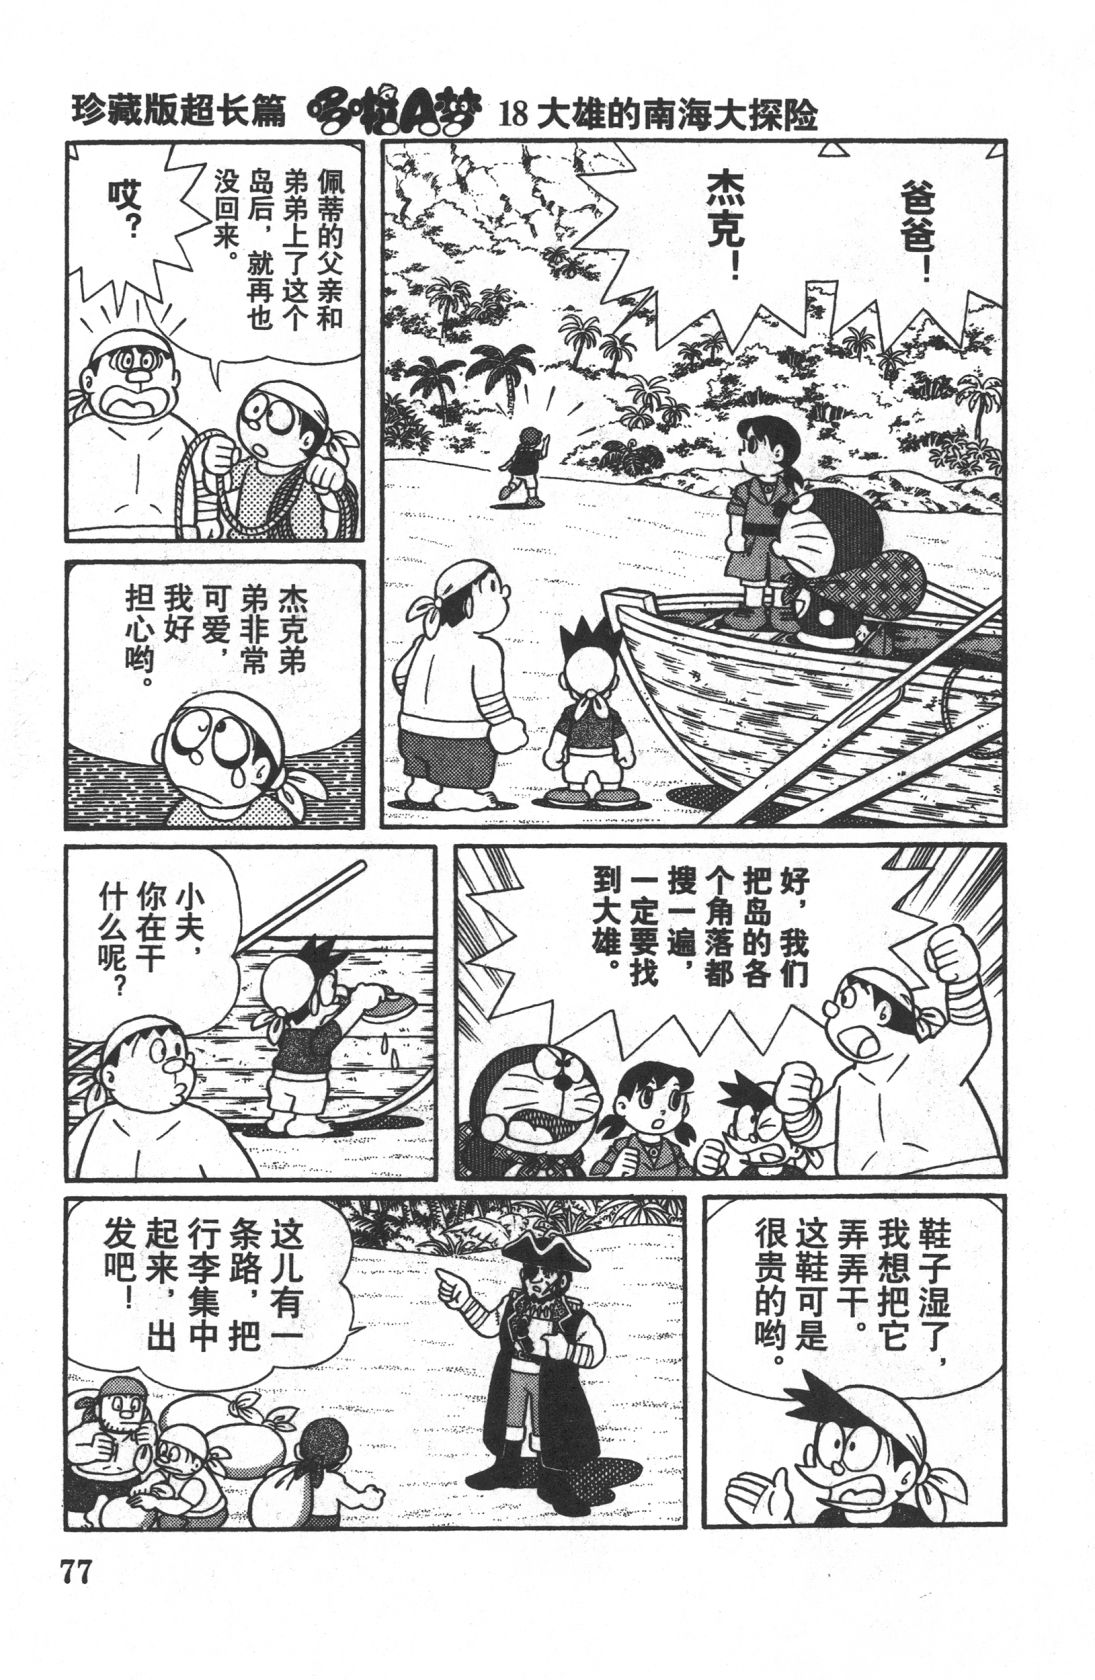 珍藏版超长篇 哆啦A梦 18 大雄的南海大探险
爸爸！
杰克！
佩蒂的父亲和
弟弟上了这个
岛后，就再也
没回来。
哎？
杰克弟
弟非常
可爱，
我好
担心哟。
好，我们
把岛的各
个角落都
搜一遍，
一定要找
到大雄。
小夫，
你在干
什么呢？
鞋子湿了，
我想把它
弄弄干。
这鞋可是
很贵的哟。
这儿有一
条路，把
行李集中
起来，出
发吧！
77